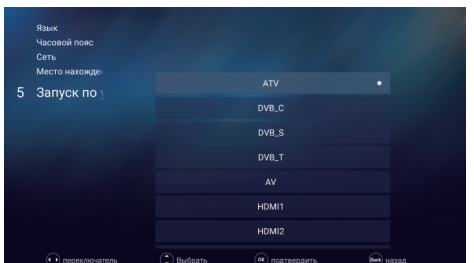 Язык
Часовой пояс
Сеть
Место нахожде
5 Запуск по у
ATV
DVB_C
DVB_S
DVB_T
AV
HDMI1
HDMI2
переключатель Выбрать OK подтвердить Back назад